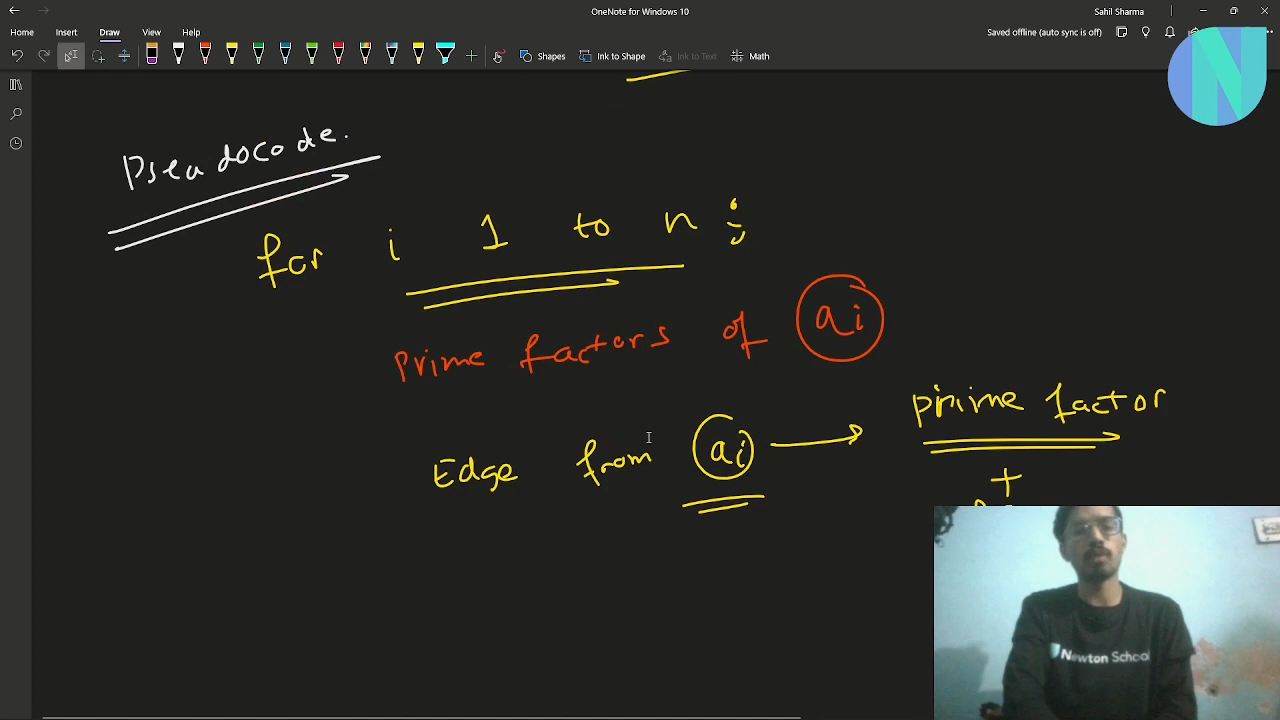 OneNote for Windows 10
Sahil Sharma
Home Insert Draw View Help
Saved offline (auto sync is off)
Shapes Ink to Shape Ink to Text Math
Pseudocode.
for i 1 to n :
Prime factors of ai
Edge from ai → prime factor
+
Newton School